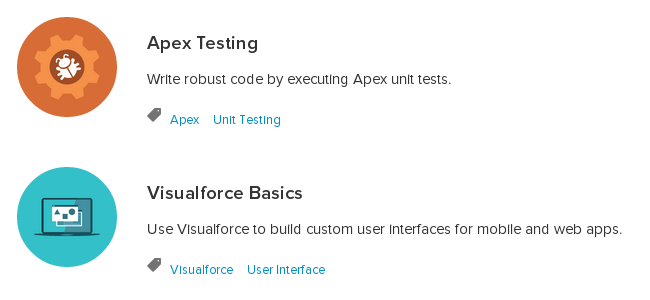 Apex Testing
Write robust code by executing Apex unit tests.
Apex Unit Testing
Visualforce Basics
Use Visualforce to build custom user interfaces for mobile and web apps.
Visualforce User Interface